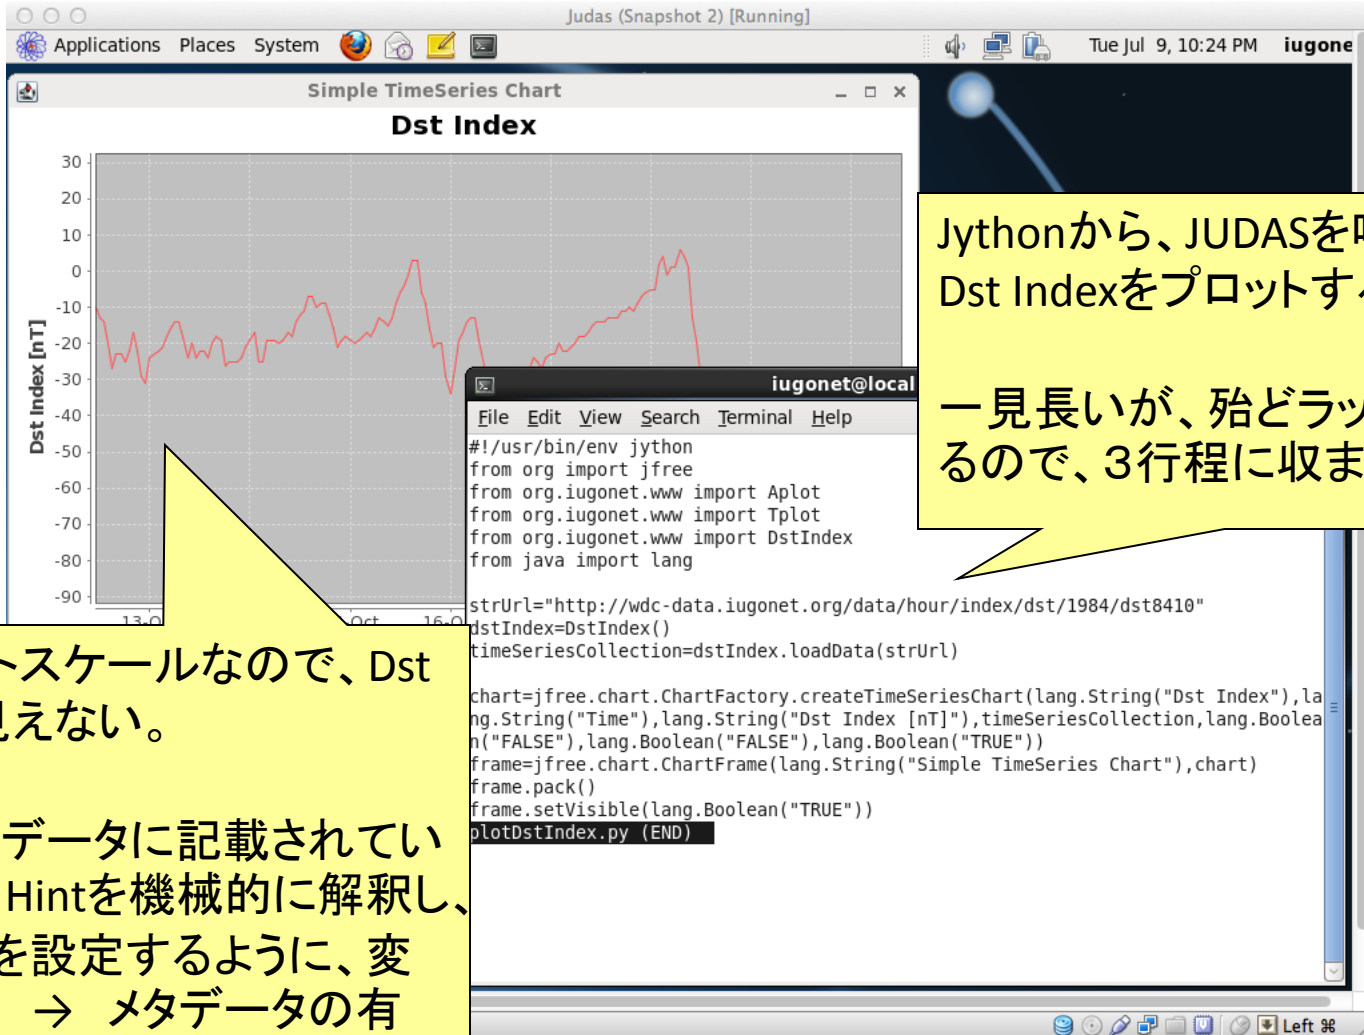 Judas (Snapshot 2) [Running]
Applications Places System
Tue Jul 9, 10:24 PM iugone
Simple TimeSeries Chart
Dst Index
30
20
10
0
-10
-20
-30
-40
-50
-60
-70
-80
-90
Dst Index [nT]
13-O
Oct
16-O
Jythonから、JUDASを
Dst Indexをプロットす
一見長いが、殆どラッ
るので、3行程に収ま
iugonet@local
File Edit View Search Terminal Help
#!/usr/bin/env jython
from org import jfree
from org.iugonet.www import Aplot
from org.iugonet.www import Tplot
from org.iugonet.www import DstIndex
from java import lang
strUrl="http://wdc-data.iugonet.org/data/hour/index/dst/1984/dst8410"
dstIndex=DstIndex()
timeSeriesCollection=dstIndex.loadData(strUrl)
chart=jfree.chart.ChartFactory.createTimeSeriesChart(lang.String("Dst Index"),la
ng.String("Time"),lang.String("Dst Index [nT]"),timeSeriesCollection,lang.Boolea
n("FALSE"),lang.Boolean("FALSE"),lang.Boolean("TRUE"))
frame=jfree.chart.ChartFrame(lang.String("Simple TimeSeries Chart"),chart)
frame.pack()
frame.setVisible(lang.Boolean("TRUE"))
plotDstIndex.py (END)
トスケールなので、Dst
見えない。
データに記載されてい
Hintを機械的に解釈し、
を設定するように、変
→ メタデータの有
Left ⌘